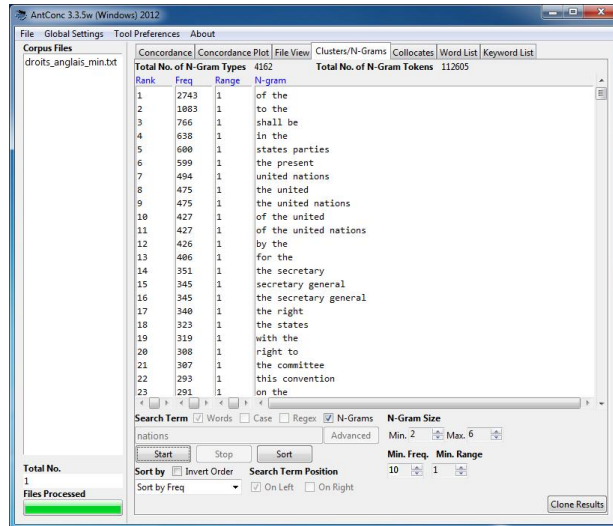 AntConc 3.3.5w (Windows) 2012
File Global Settings Tool Preferences About
Corpus Files
droits_anglais_min.txt
Concordance Concordance Plot File View Clusters/N-Grams Collocates Word List Keyword List
Total No. of N-Gram Types 4162 Total No. of N-Gram Tokens 112605
Rank Freq Range N-gram
1 2743 1 of the
2 1083 1 to the
3 766 1 shall be
4 638 1 in the
5 600 1 states parties
6 599 1 the present
7 494 1 united nations
8 475 1 the united
9 475 1 the united nations
10 427 1 of the united
11 427 1 of the united nations
12 426 1 by the
13 406 1 for the
14 351 1 the secretary
15 345 1 secretary general
16 345 1 the secretary general
17 340 1 the right
18 323 1 the states
19 319 1 with the
20 308 1 right to
21 307 1 the committee
22 293 1 this convention
23 291 1 on the
Search Term Words Case Regex N-Grams N-Gram Size
nations Advanced Min. 2 Max. 6
Start Stop Sort Min. Freq. Min. Range
Sort by Invert Order Search Term Position 10 1
Sort by Freq On Left On Right
Total No.
1
Files Processed
Clone Results